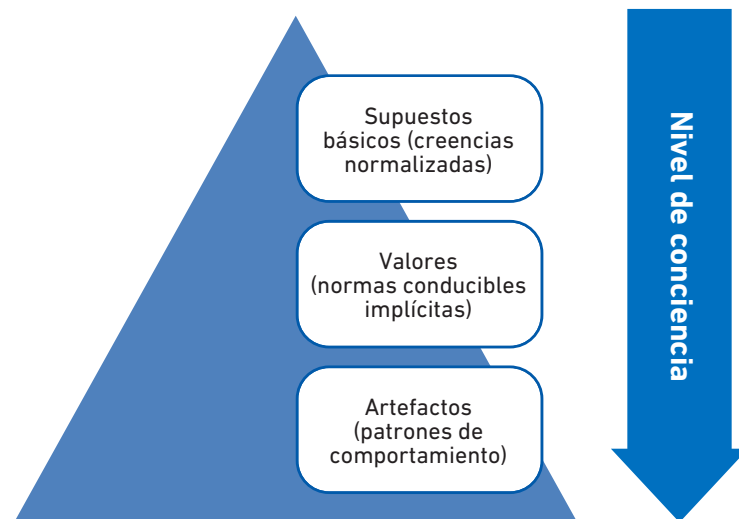 Supuestos
básicos (creencias
normalizadas)
Valores
(normas conducibles
implícitas)
Artefactos
(patrones de
comportamiento)
Nivel de conciencia